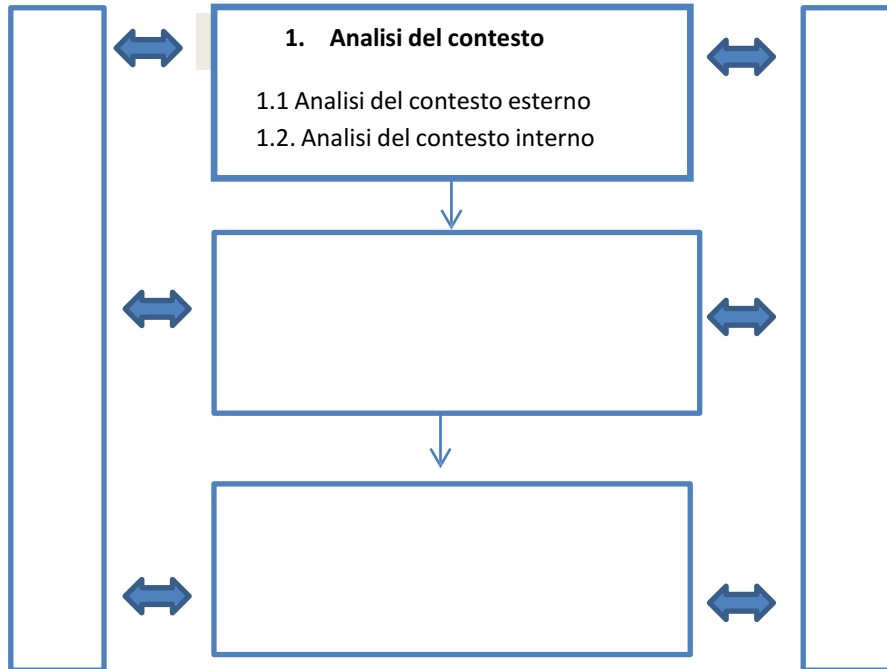 1. Analisi del contesto
1.1 Analisi del contesto esterno
1.2. Analisi del contesto interno